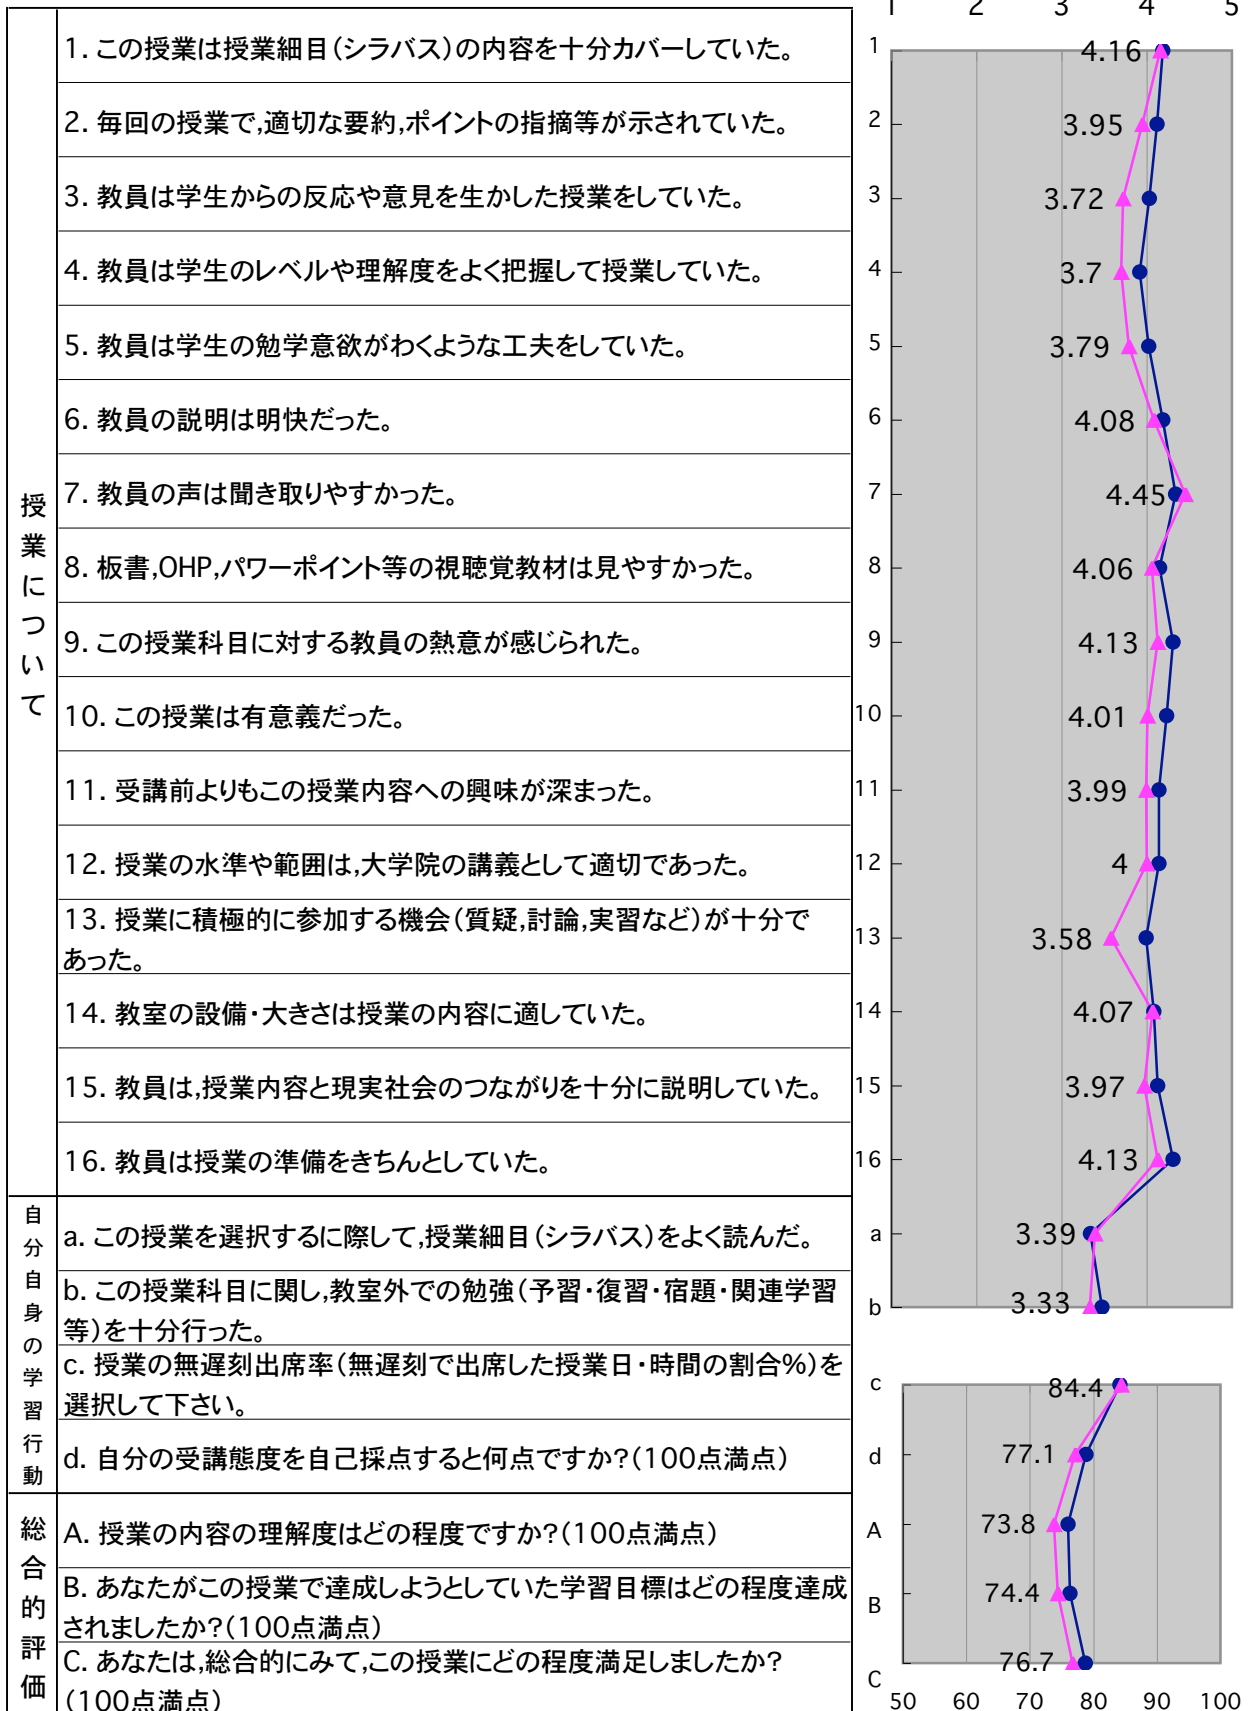 1 2 3 4 5
授業について
1. この授業は授業細目(シラバス)の内容を十分カバーしていた。
1 4.16
2. 毎回の授業で,適切な要約,ポイントの指摘等が示されていた。
2 3.95
3. 教員は学生からの反応や意見を生かした授業をしていた。
3 3.72
4. 教員は学生のレベルや理解度をよく把握して授業していた。
4 3.7
5. 教員は学生の勉学意欲がわくような工夫をしていた。
5 3.79
6. 教員の説明は明快だった。
6 4.08
7. 教員の声は聞き取りやすかった。
7 4.45
8. 板書,OHP,パワーポイント等の視聴覚教材は見やすかった。
8 4.06
9. この授業科目に対する教員の熱意が感じられた。
9 4.13
10. この授業は有意義だった。
10 4.01
11. 受講前よりもこの授業内容への興味が深まった。
11 3.99
12. 授業の水準や範囲は,大学院の講義として適切であった。
12 4
13. 授業に積極的に参加する機会(質疑,討論,実習など)が十分で
あった。
13 3.58
14. 教室の設備・大きさは授業の内容に適していた。
14 4.07
15. 教員は,授業内容と現実社会のつながりを十分に説明していた。
15 3.97
16. 教員は授業の準備をきちんとしていた。
16 4.13
自分自身の学習行動
a. この授業を選択するに際して,授業細目(シラバス)をよく読んだ。
a 3.39
b. この授業科目に関し,教室外での勉強(予習・復習・宿題・関連学習
等)を十分行った。
b 3.33
c. 授業の無遅刻出席率(無遅刻で出席した授業日・時間の割合%)を
選択して下さい。
c 84.4
d. 自分の受講態度を自己採点すると何点ですか?(100点満点)
d 77.1
総合的評価
A. 授業の内容の理解度はどの程度ですか?(100点満点)
A 73.8
B. あなたがこの授業で達成しようとしていた学習目標はどの程度達成
されましたか?(100点満点)
B 74.4
C. あなたは,総合的にみて,この授業にどの程度満足しましたか?
(100点満点)
C 76.7
50 60 70 80 90 100